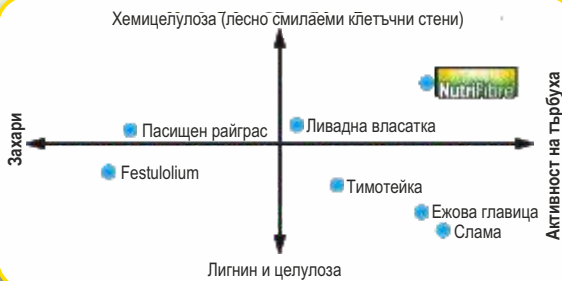 Хемицелулоза (лесно смилаеми клетъчни стени)
NutriFibre
Пасищен райграс
Ливадна власатка
Захари
Активност на търбуха
Festulolium
Тимотейка
Ежова главица
Слама
Лигнин и целулоза